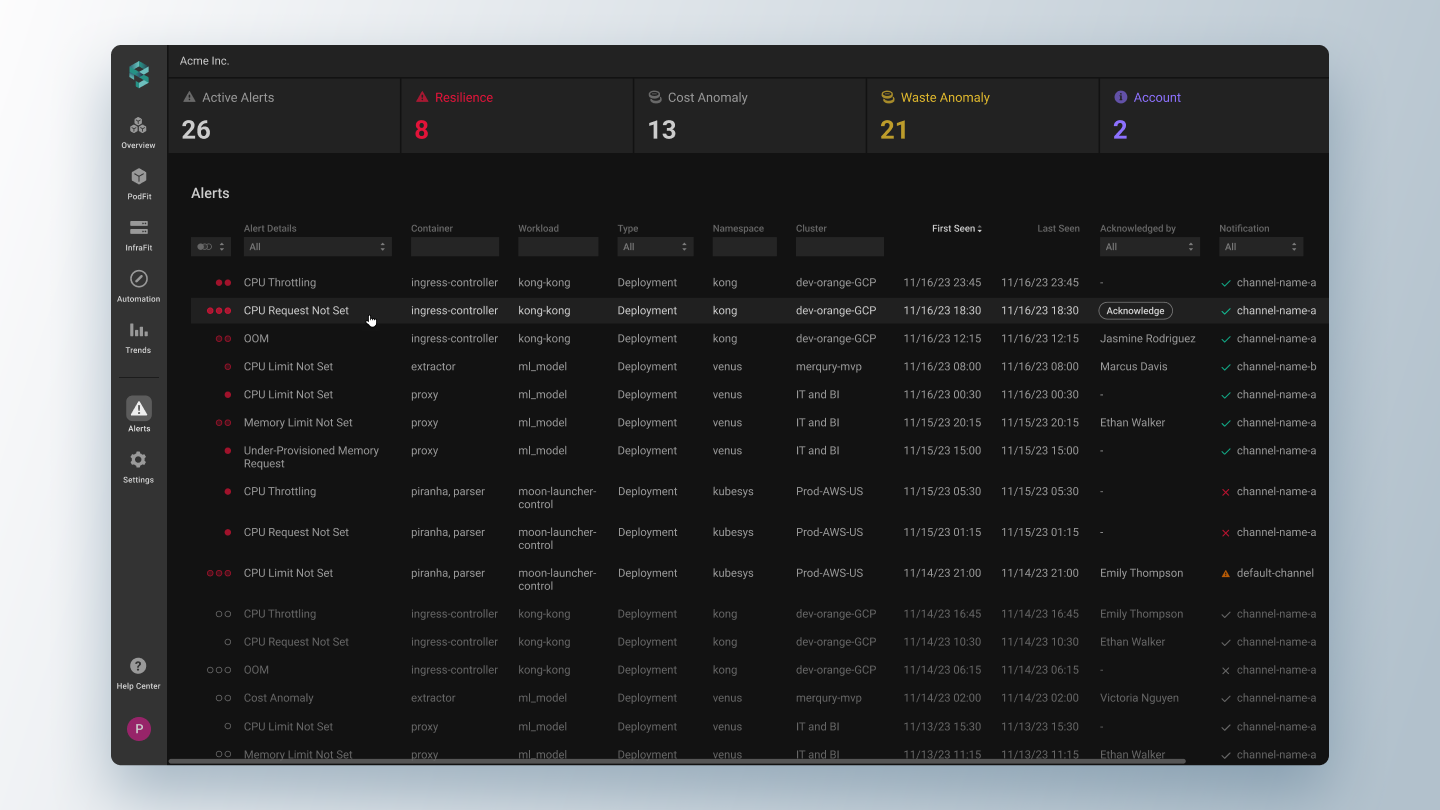 Acme Inc.
Active Alerts
26
Resilience
8
Cost Anomaly
13
Waste Anomaly
21
Account
2
Overview
PodFit
InfraFit
Automation
Trends
Alerts
Settings
Help Center
P
Alerts
Alert Details Container Workload Type Namespace Cluster First Seen Last Seen Acknowledged by Notification
All All All All
CPU Throttling ingress-controller kong-kong Deployment kong dev-orange-GCP 11/16/23 23:45 11/16/23 23:45 - channel-name-a
CPU Request Not Set ingress-controller kong-kong Deployment kong dev-orange-GCP 11/16/23 18:30 11/16/23 18:30 Acknowledge channel-name-a
OOM ingress-controller kong-kong Deployment kong dev-orange-GCP 11/16/23 12:15 11/16/23 12:15 Jasmine Rodriguez channel-name-a
CPU Limit Not Set extractor ml_model Deployment venus merqury-mvp 11/16/23 08:00 11/16/23 08:00 Marcus Davis channel-name-b
CPU Limit Not Set proxy ml_model Deployment venus IT and BI 11/16/23 00:30 11/16/23 00:30 - channel-name-a
Memory Limit Not Set proxy ml_model Deployment venus IT and BI 11/15/23 20:15 11/15/23 20:15 Ethan Walker channel-name-a
Under-Provisioned Memory proxy ml_model Deployment venus IT and BI 11/15/23 15:00 11/15/23 15:00 - channel-name-a
Request
CPU Throttling piranha, parser moon-launcher- Deployment kubesys Prod-AWS-US 11/15/23 05:30 11/15/23 05:30 - channel-name-a
control
CPU Request Not Set piranha, parser moon-launcher- Deployment kubesys Prod-AWS-US 11/15/23 01:15 11/15/23 01:15 - channel-name-a
control
CPU Limit Not Set piranha, parser moon-launcher- Deployment kubesys Prod-AWS-US 11/14/23 21:00 11/14/23 21:00 Emily Thompson default-channel
control
CPU Throttling ingress-controller kong-kong Deployment kong dev-orange-GCP 11/14/23 16:45 11/14/23 16:45 Emily Thompson channel-name-a
CPU Request Not Set ingress-controller kong-kong Deployment kong dev-orange-GCP 11/14/23 10:30 11/14/23 10:30 Ethan Walker channel-name-a
OOM ingress-controller kong-kong Deployment kong dev-orange-GCP 11/14/23 06:15 11/14/23 06:15 - channel-name-a
Cost Anomaly extractor ml_model Deployment venus merqury-mvp 11/14/23 02:00 11/14/23 02:00 Victoria Nguyen channel-name-a
CPU Limit Not Set proxy ml_model Deployment venus IT and BI 11/13/23 15:30 11/13/23 15:30 - channel-name-a
Memory Limit Not Set proxy ml_model Deployment venus IT and BI 11/13/23 11:15 11/13/23 11:15 Ethan Walker channel-name-a